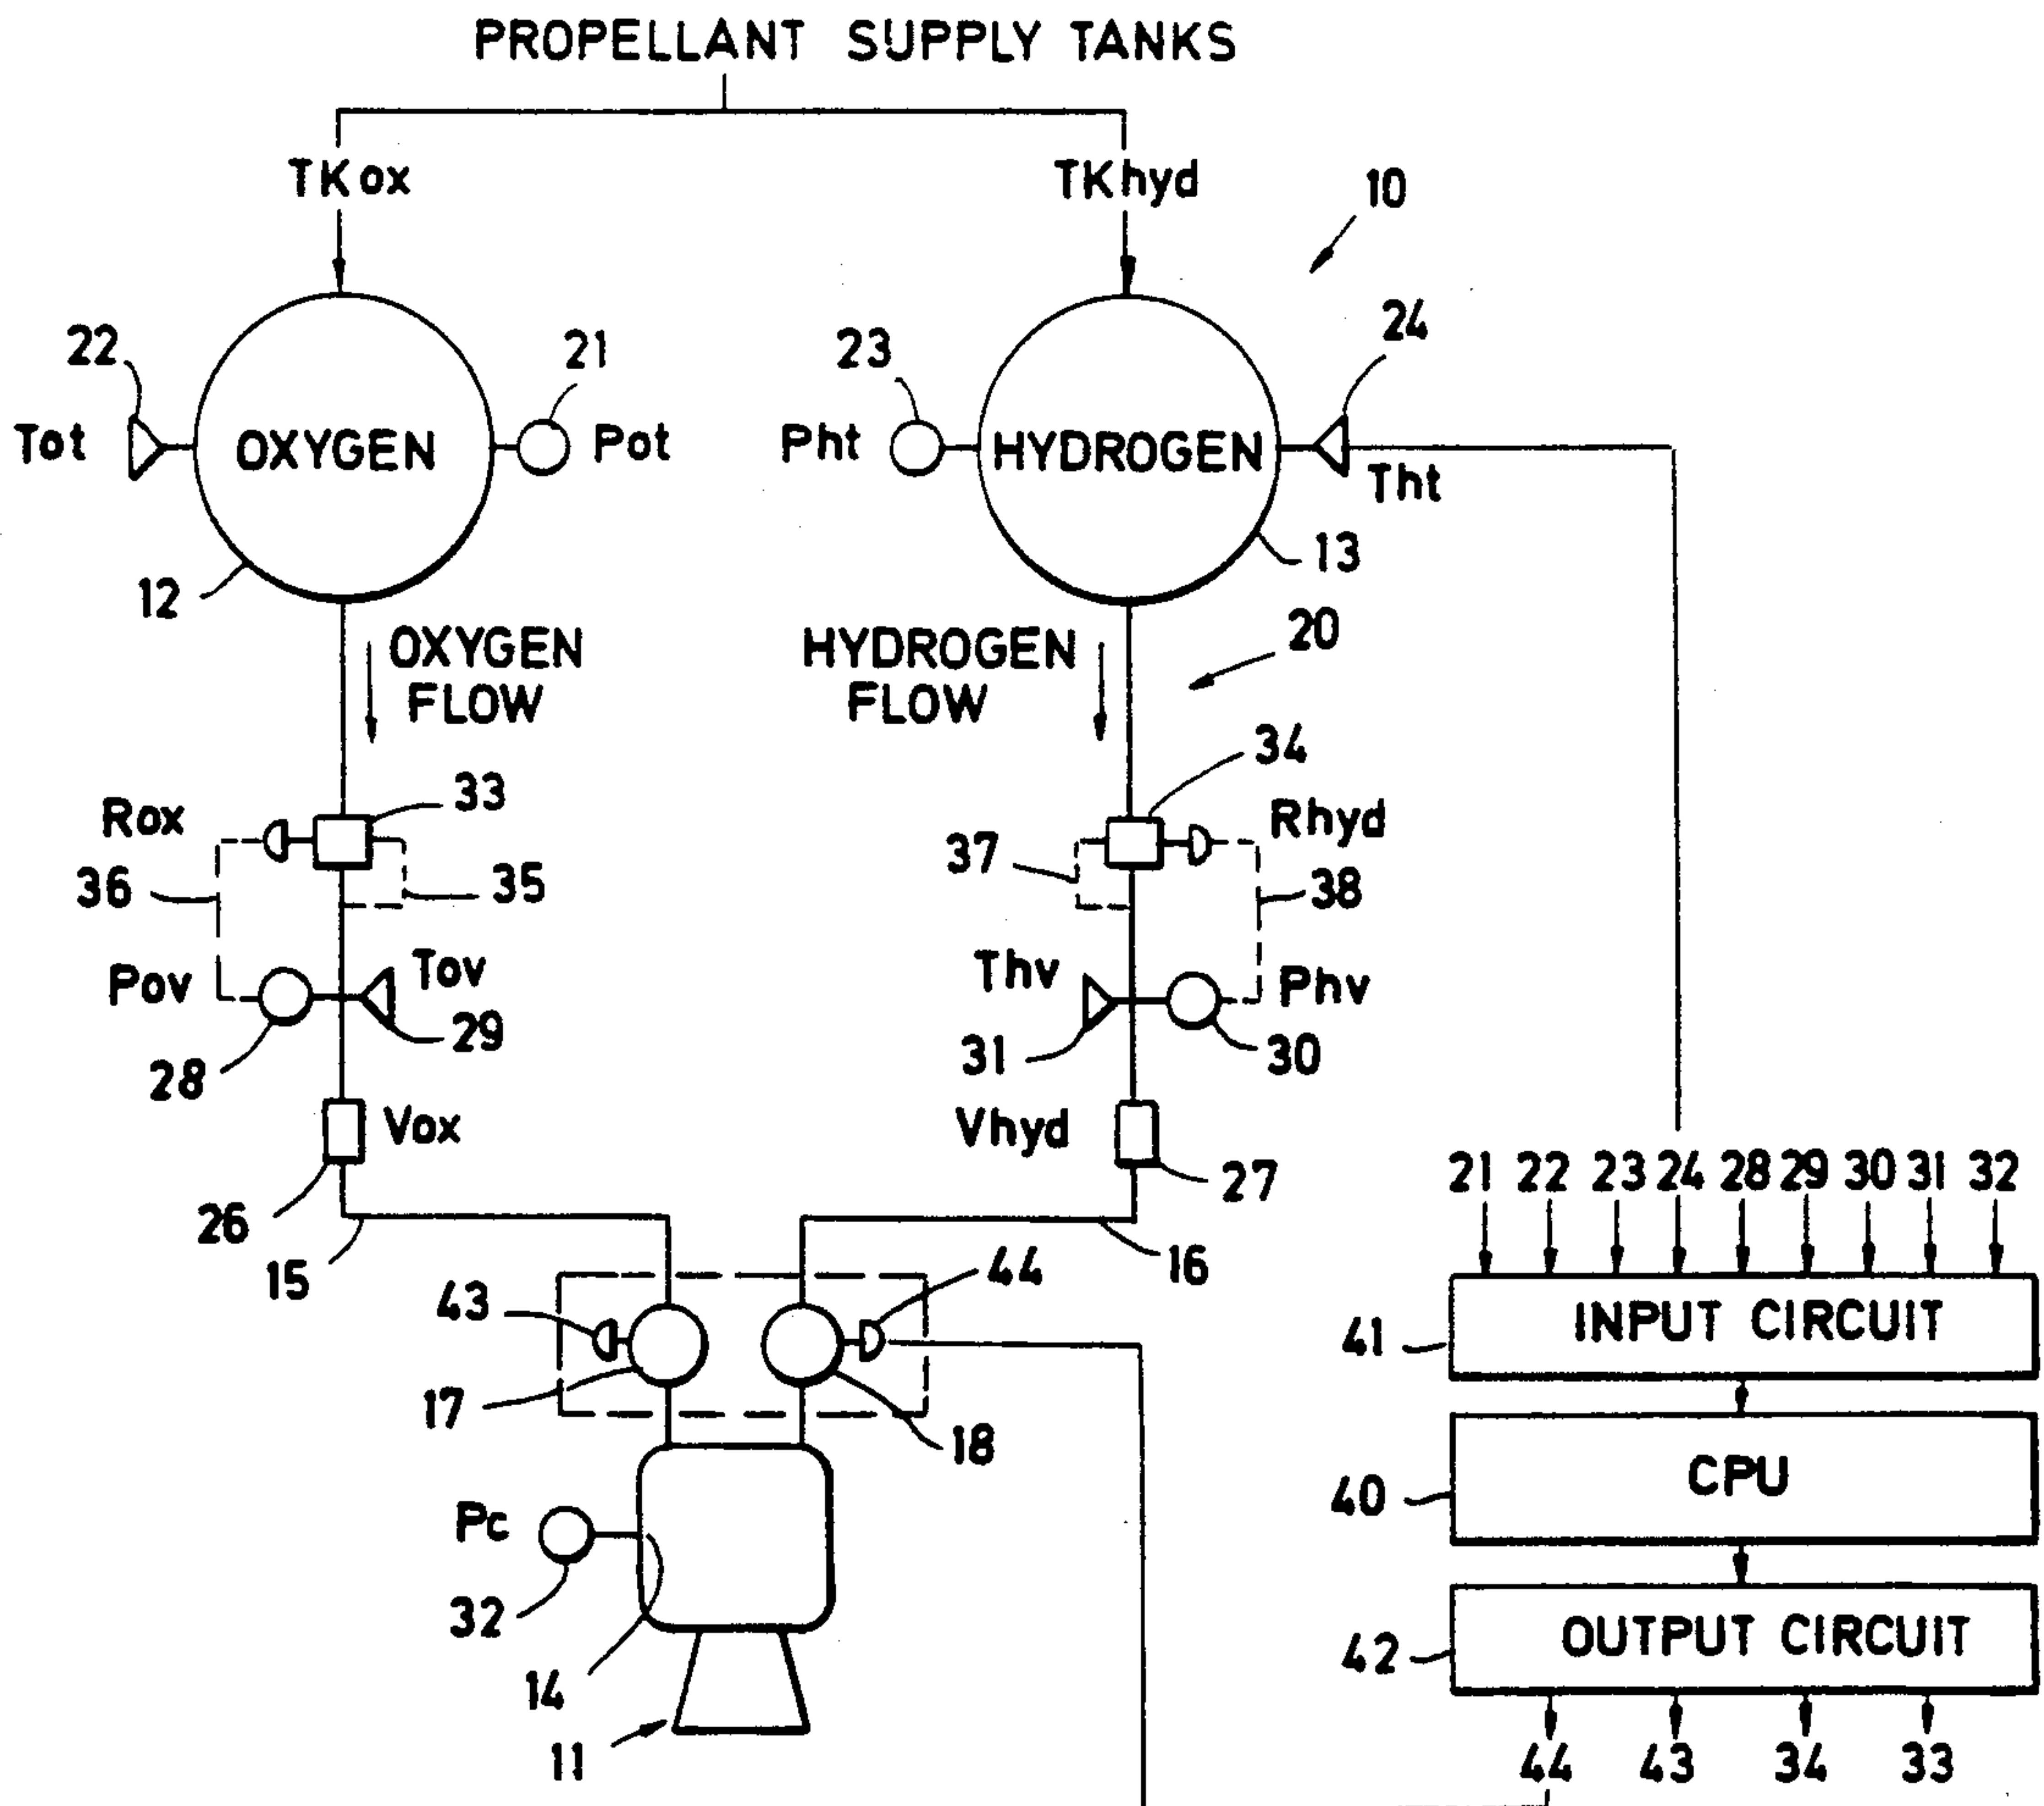 PROPELLANT SUPPLY TANKS
TKox
TKhyd
10
22
21
23
24
Tot
OXYGEN
Pot
Pht
HYDROGEN
Tht
12
13
OXYGEN
FLOW
HYDROGEN
FLOW
20
Rox
33
34
Rhyd
36
35
37
38
Pov
Tov
Thv
Phv
28
29
31
30
Vox
Vhyd
26
27
15
16
21 22 23 24 28 29 30 31 32
43
44
INPUT CIRCUIT
41
17
18
CPU
40
Pc
32
OUTPUT CIRCUIT
42
14
11
44 43 34 33